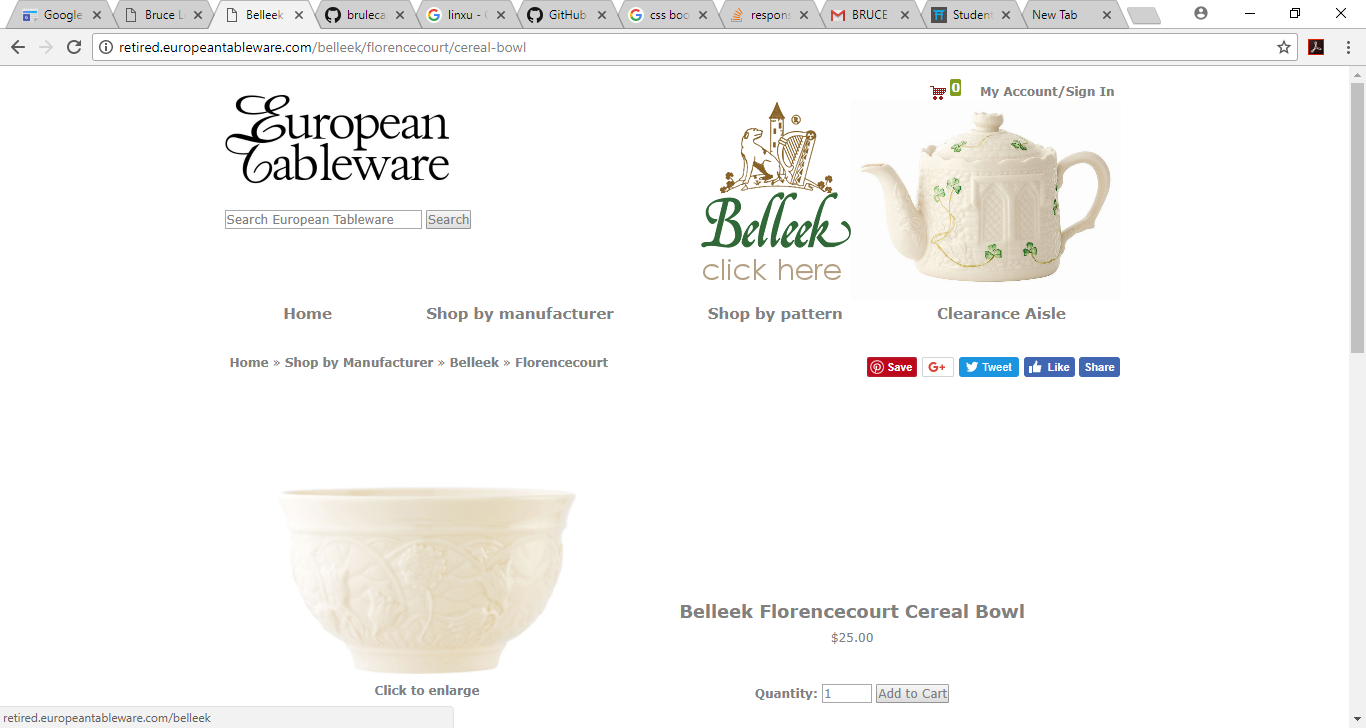 Google
Bruce L
Belleek
bruleca
linxu - G
GitHub
css boo
respons
BRUCE
Student
New Tab
retired.europeantableware.com/belleek/florencecourt/cereal-bowl
0
My Account/Sign In
European
Tableware
Search European Tableware
Search
®
Belleek
click here
Home
Shop by manufacturer
Shop by pattern
Clearance Aisle
Home » Shop by Manufacturer » Belleek » Florencecourt
Save
G+
Tweet
Like
Share
Belleek Florencecourt Cereal Bowl
$25.00
Click to enlarge
Quantity: 1 Add to Cart
retired.europeantableware.com/belleek